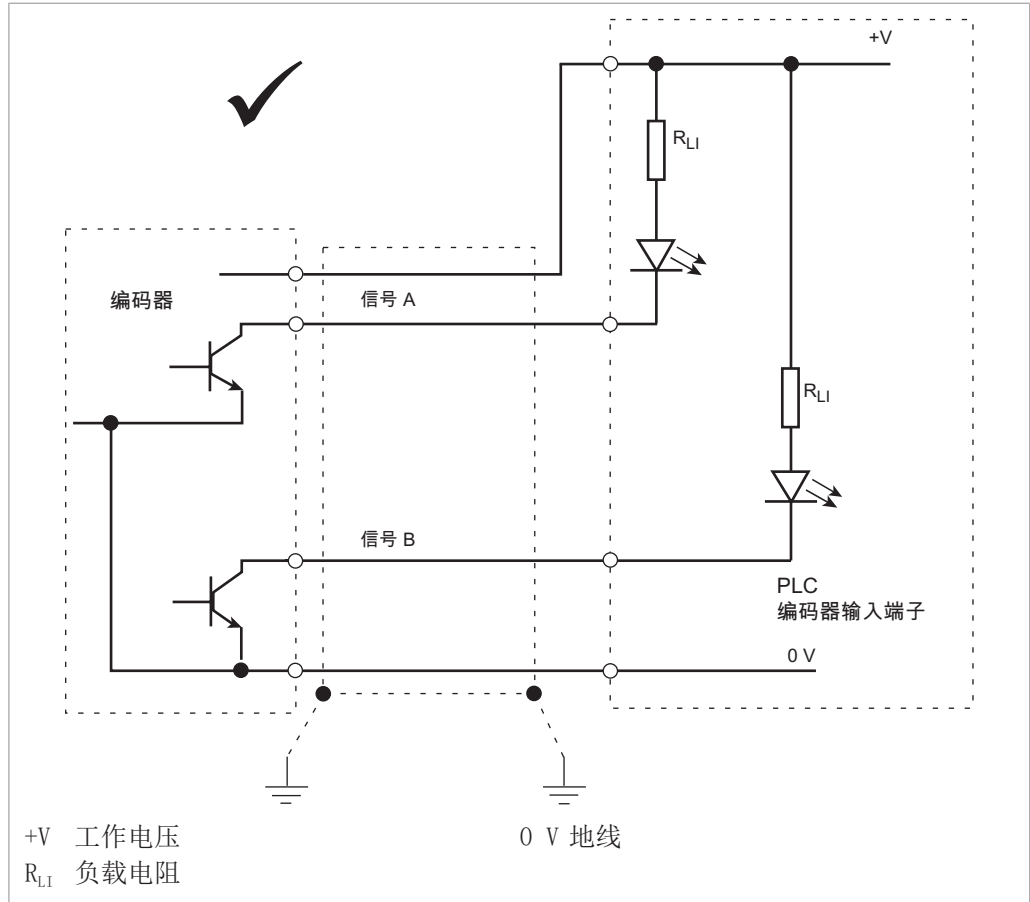 +V
R_LI
编码器
信号 A
R_LI
信号 B
PLC
编码器输入端子
0 V
+V 工作电压
0 V 地线
R_LI 负载电阻